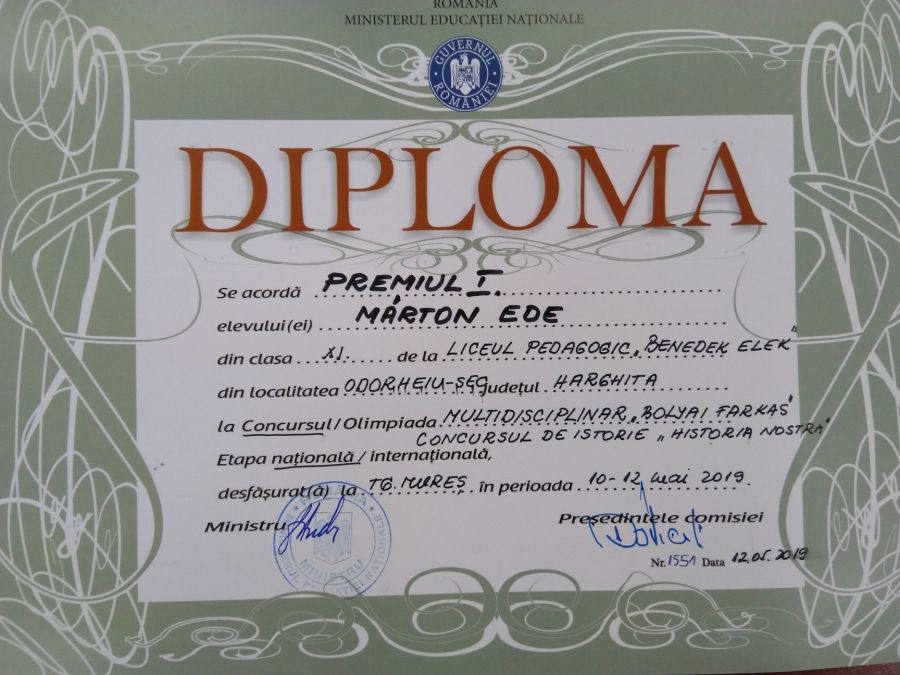 ROMÂNIA
MINISTERUL EDUCAȚIEI NAȚIONALE
GUVERNUL ROMÂNIEI
DIPLOMA
Se acordă PREMIUL I.
elevului(ei) MÁRTON EDE
din clasa XI. de la LICEUL PEDAGOGIC „BENEDEK ELEK"
din localitatea ODORHEIU-SEC județul HARGHITA
la Concursul / Olimpiada MULTIDISCIPLINAR „BOLYAI FARKAS"
CONCURSUL DE ISTORIE „HISTORIA NOSTRA"
Etapa națională / internațională,
desfășurat(ă) la TG. MUREȘ în perioada 10-12 mai 2019.
Ministru
Președintele comisiei
ROMÂNIA
MINISTERUL EDUCAȚIEI NAȚIONALE
MINISTRU
Nr. 1551 Data 12.05.2019